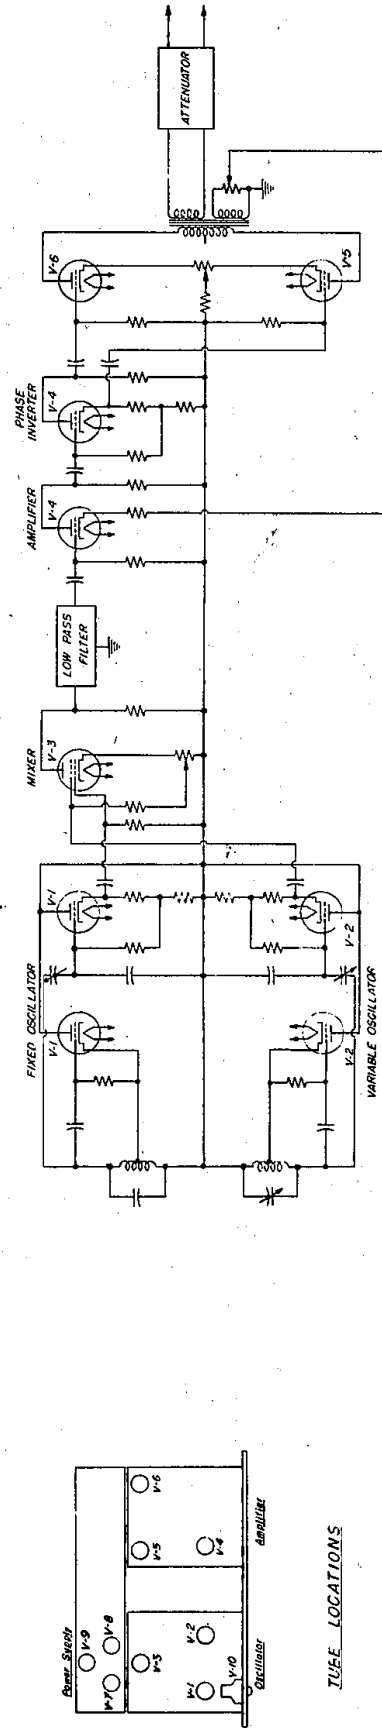 FIXED OSCILLATOR
V-1
V-1
MIXER
V-3
LOW PASS
FILTER
AMPLIFIER
V-4
PHASE
INVERTER
V-4
V-6
ATTENUATOR
V-2
V-2
VARIABLE OSCILLATOR
V-5
Power Supply
V-9
V-7
V-8
V-3
V-5
V-6
V-1
V-2
V-4
V-10
Oscillator
Amplifier
TUBE LOCATIONS